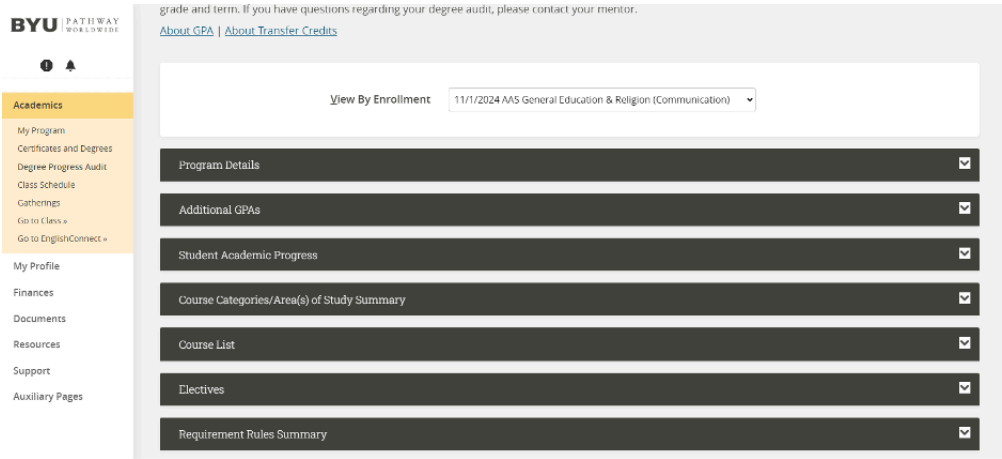 grade and term. If you have questions regarding your degree audit, please contact your mentor.
About GPA | About Transfer Credits
BYU PATHWAY
WORLDWIDE
Academics
My Program
Certificates and Degrees
Degree Progress Audit
Class Schedule
Gatherings
Go to Class »
Go to EnglishConnect »
My Profile
Finances
Documents
Resources
Support
Auxiliary Pages
View By Enrollment 11/1/2024 AAS General Education & Religion (Communication)
Program Details
Additional GPAs
Student Academic Progress
Course Categories/Area(s) of Study Summary
Course List
Electives
Requirement Rules Summary